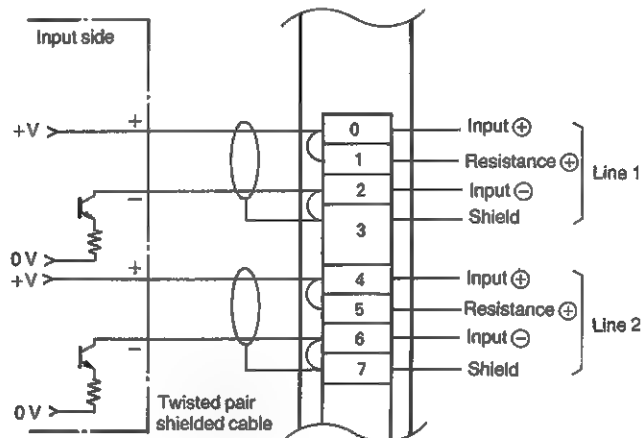 Input side
+V
+
0
Input ⊕
1
Resistance ⊕
Line 1
−
2
Input ⊖
3
Shield
0 V
+V
+
4
Input ⊕
5
Resistance ⊕
Line 2
−
6
Input ⊖
7
Shield
0 V
Twisted pair
shielded cable